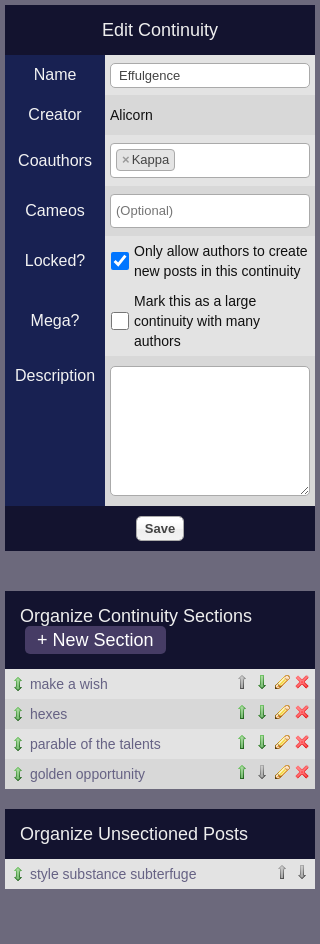 Edit Continuity
Name
Effulgence
Creator
Alicorn
Coauthors
×Kappa
Cameos
(Optional)
Locked?
Only allow authors to create
new posts in this continuity
Mega?
Mark this as a large
continuity with many
authors
Description
Save
Organize Continuity Sections
+ New Section
make a wish
hexes
parable of the talents
golden opportunity
Organize Unsectioned Posts
style substance subterfuge